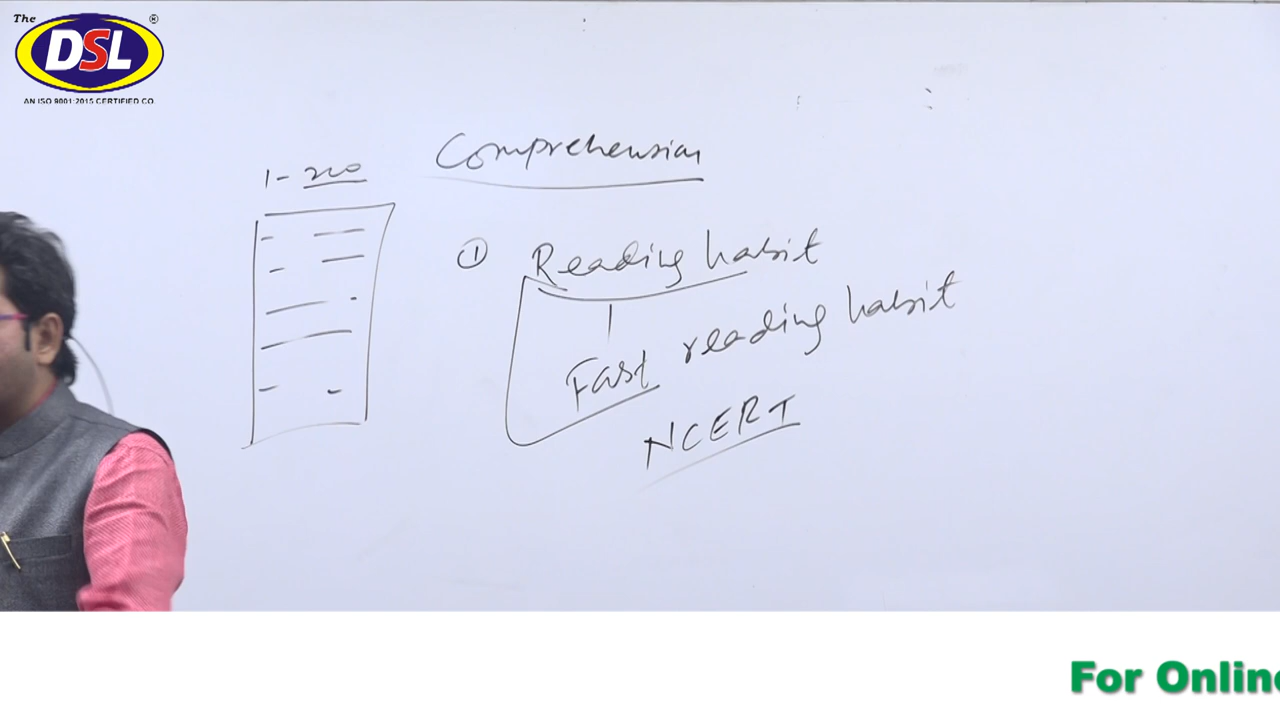 The
®
DSL
AN ISO 9001:2015 CERTIFIED CO.
Comprehension
1-200
① Reading habit
Fast reading habit
NCERT
For Online